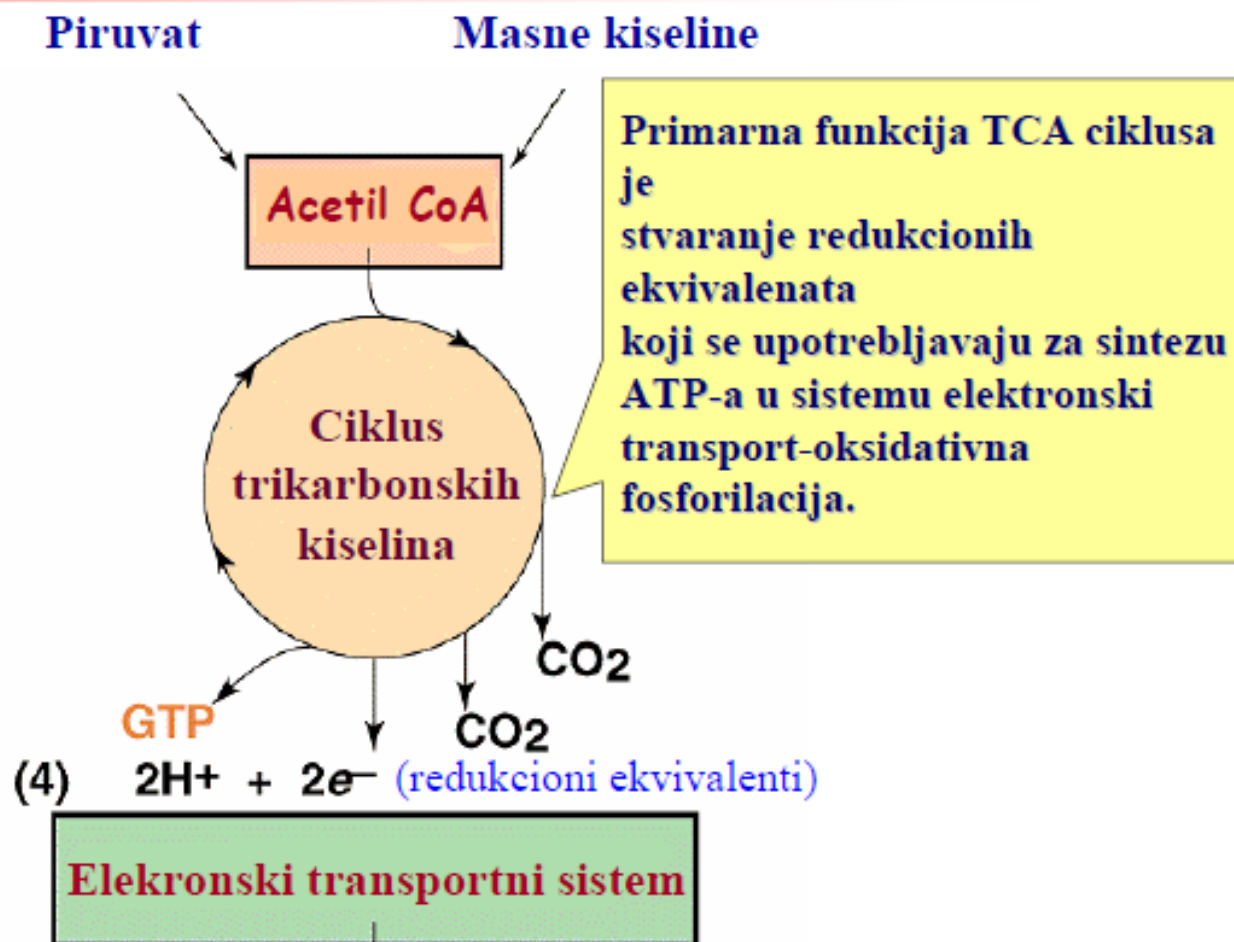 Piruvat
Masne kiseline
Acetil CoA
Primarna funkcija TCA ciklusa
je
stvaranje redukcionih
ekvivalenata
koji se upotrebljavaju za sintezu
ATP-a u sistemu elektronski
transport-oksidativna
fosforilacija.
Ciklus
trikarbonskih
kiselina
CO2
GTP
CO2
(4) 2H+ + 2e– (redukcioni ekvivalenti)
Elekronski transportni sistem